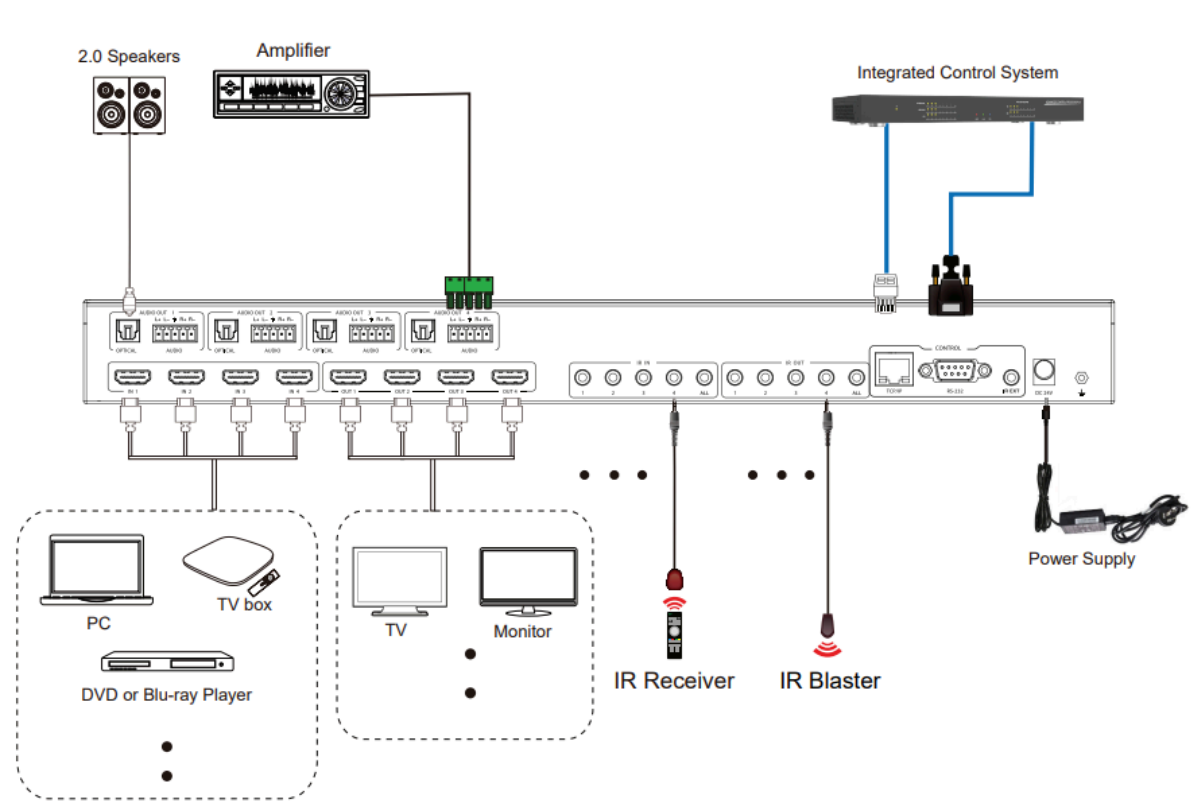 2.0 Speakers
Amplifier
Integrated Control System
AUDIO OUT 1
L+ L- R+ R-
AUDIO OUT 2
L+ L- R+ R-
AUDIO OUT 3
L+ L- R+ R-
AUDIO OUT 4
L+ L- R+ R-
OPTICAL
AUDIO
OPTICAL
AUDIO
OPTICAL
AUDIO
OPTICAL
AUDIO
IN 1
IN 2
IN 3
IN 4
OUT 1
OUT 2
OUT 3
OUT 4
IR IN
1
2
3
4
ALL
IR OUT
1
2
3
4
ALL
CONTROL
TCP/IP
RS-232
IR EXT
DC 24V
PC
TV box
DVD or Blu-ray Player
TV
Monitor
IR Receiver
IR Blaster
Power Supply